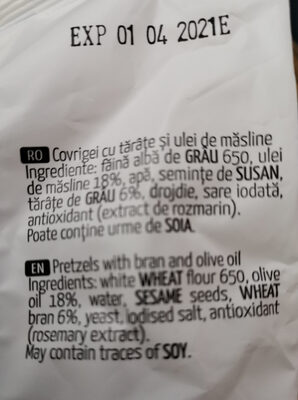 EXP 01 04 2021E
RO Covrigei cu tărâțe și ulei de măsline
Ingrediente: făină albă de GRÂU 650, ulei
de măsline 18%, apă, semințe de SUSAN,
tărâțe de GRÂU 6%, drojdie, sare iodată,
antioxidant (extract de rozmarin).
Poate conține urme de SOIA.
EN Pretzels with bran and olive oil
Ingredients: white WHEAT flour 650, olive
oil 18%, water, SESAME seeds, WHEAT
bran 6%, yeast, iodised salt, antioxidant
(rosemary extract).
May contain traces of SOY.